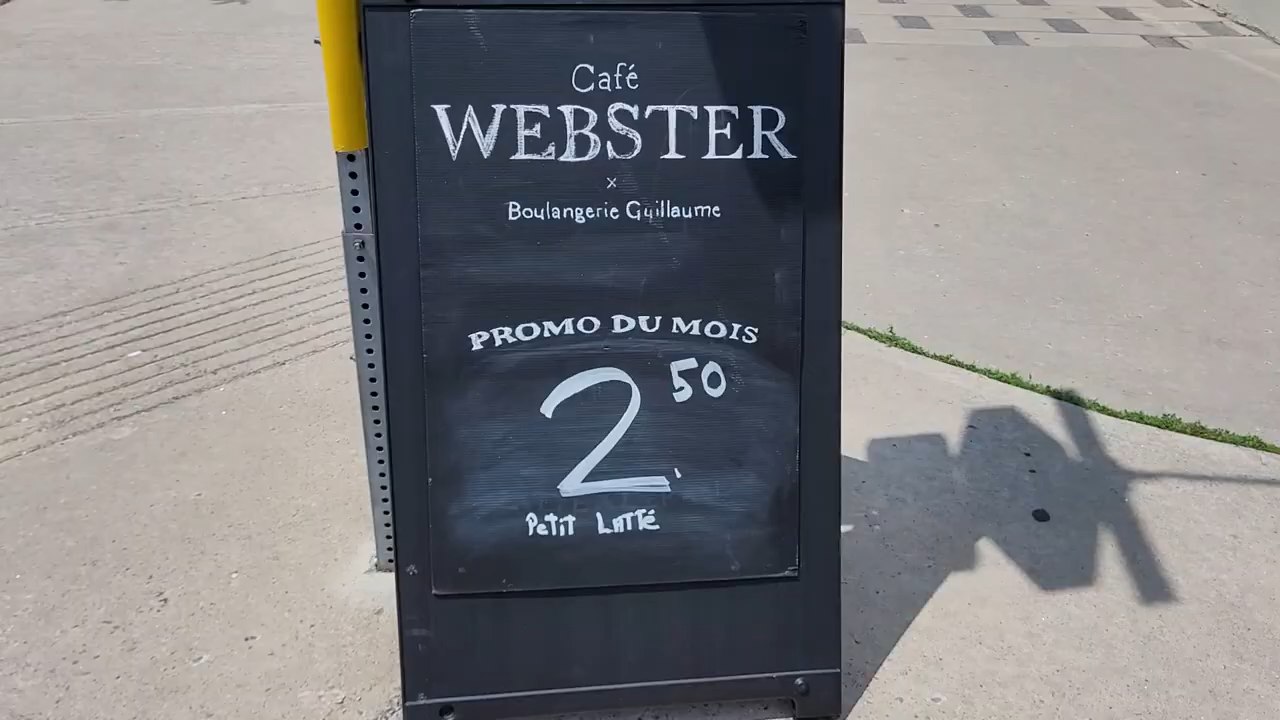 Café
WEBSTER
x
Boulangerie Guillaume
PROMO DU MOIS
2,50
Petit LATTÉ